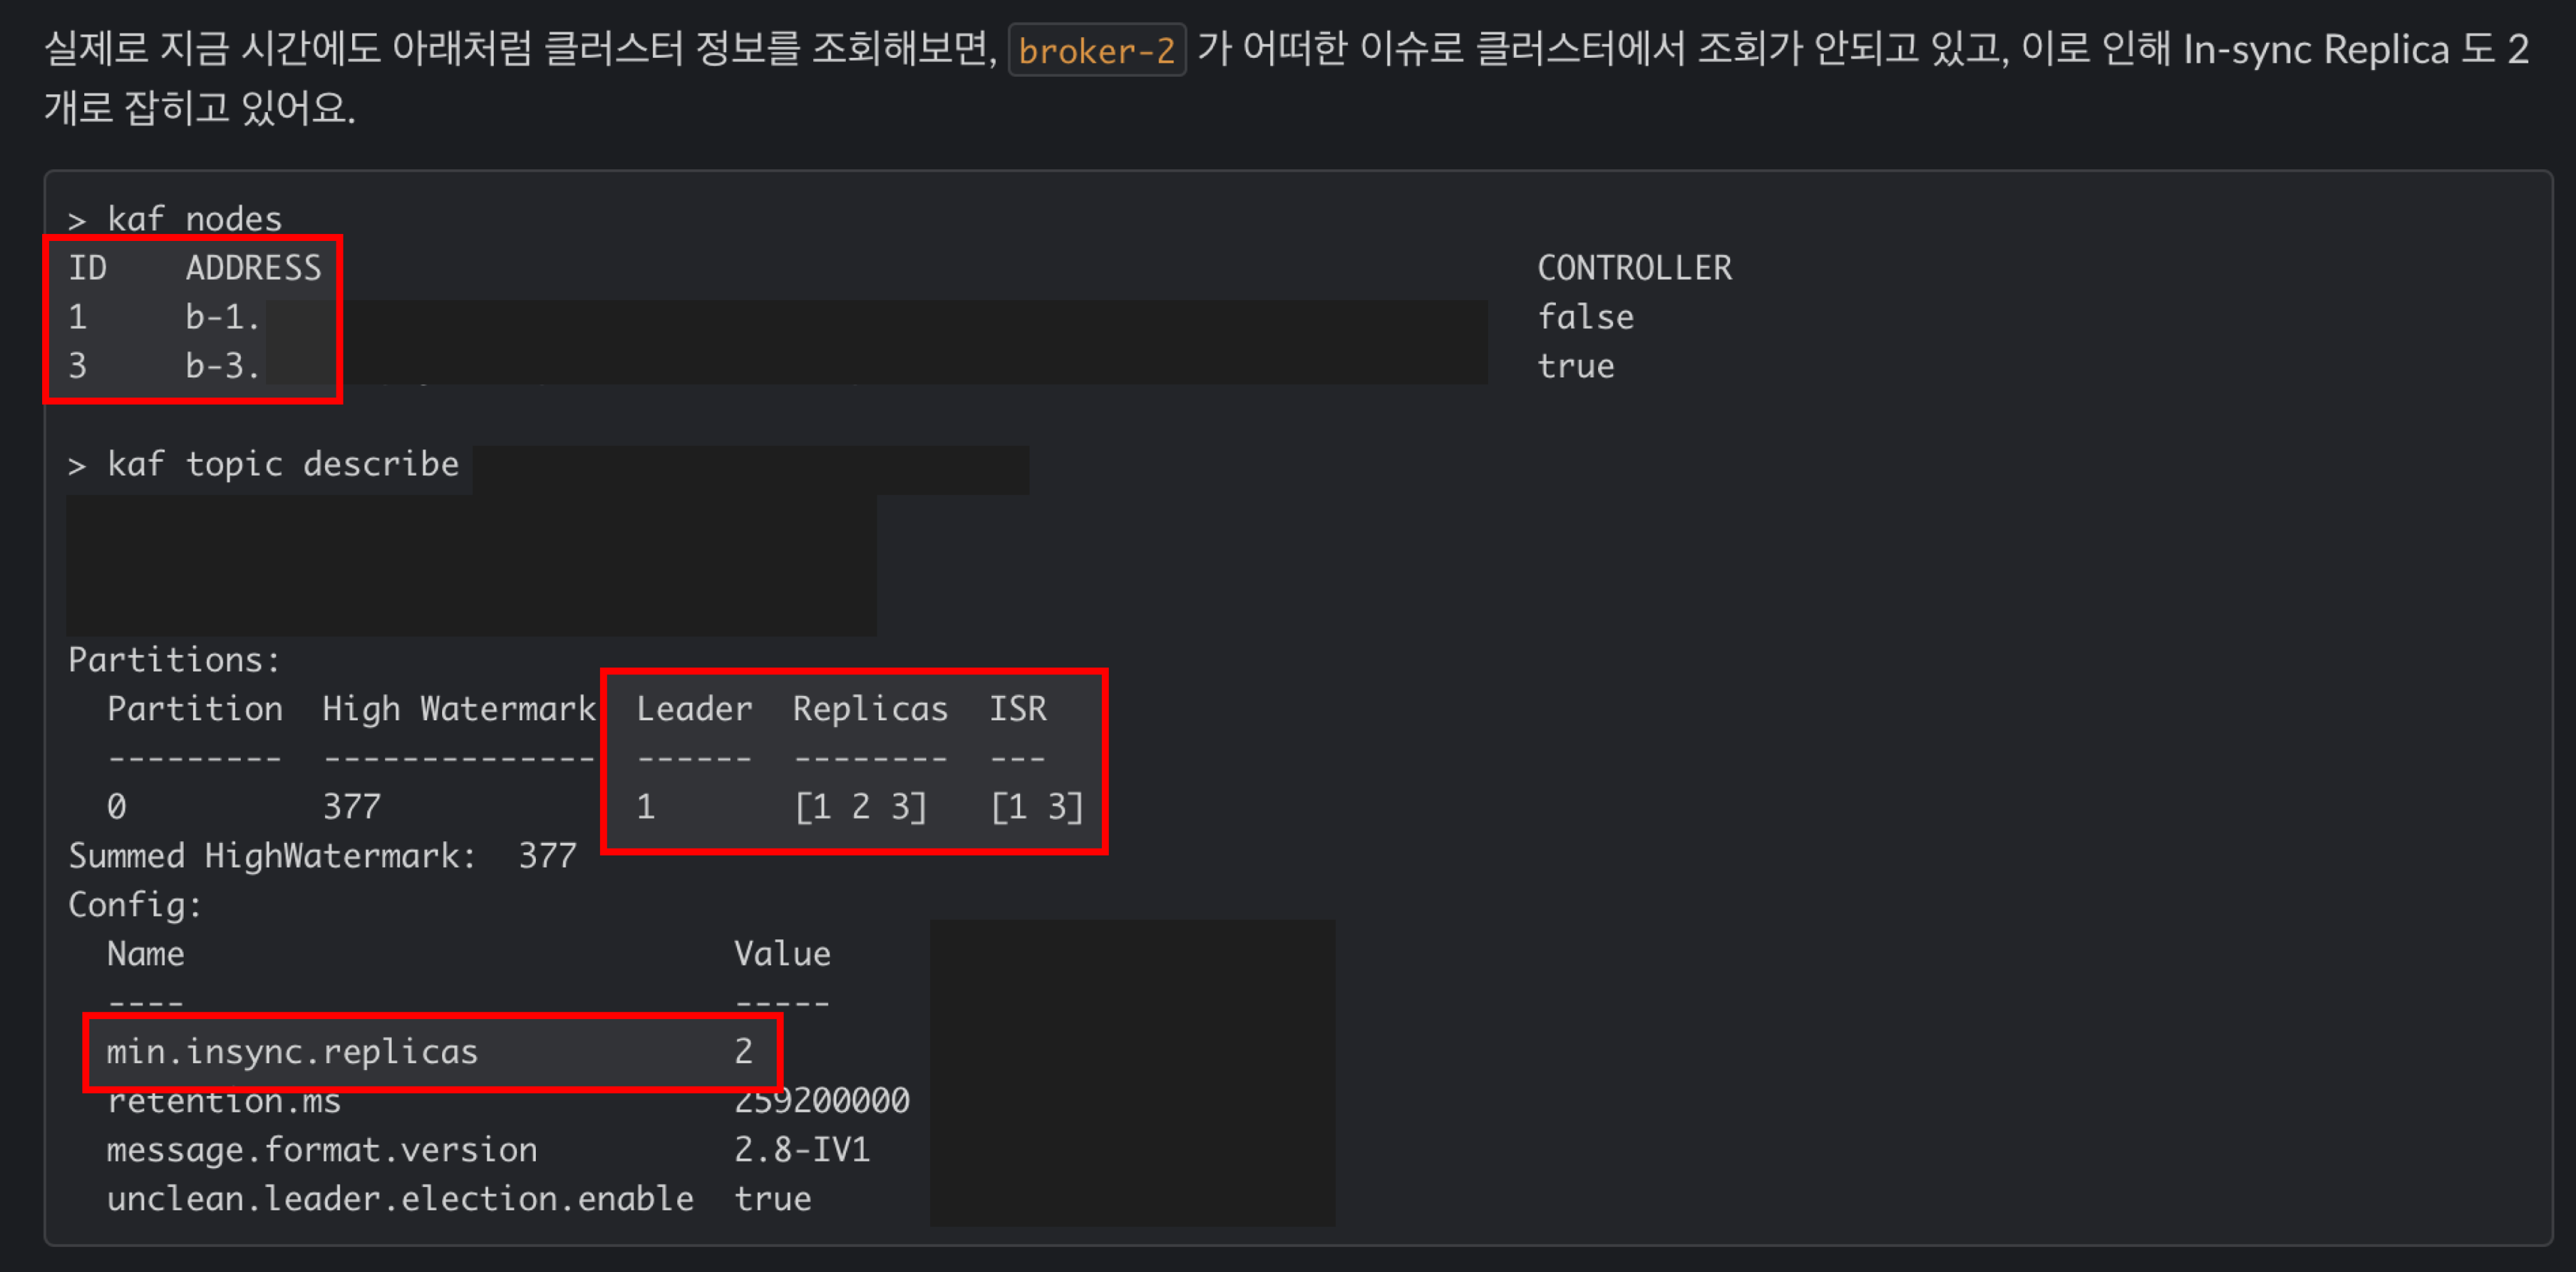 실제로 지금 시간에도 아래처럼 클러스터 정보를 조회해보면, broker-2 가 어떠한 이슈로 클러스터에서 조회가 안되고 있고, 이로 인해 In-sync Replica 도 2
개로 잡히고 있어요.
> kaf nodes
ID    ADDRESS    CONTROLLER
1    b-1.    false
3    b-3.    true
> kaf topic describe
Partitions:
Partition  High Watermark  Leader  Replicas  ISR
---------  --------------  ------  --------  ---
0          377             1       [1 2 3]   [1 3]
Summed HighWatermark:  377
Config:
Name                            Value
----                            -----
min.insync.replicas             2
retention.ms                    259200000
message.format.version          2.8-IV1
unclean.leader.election.enable  true